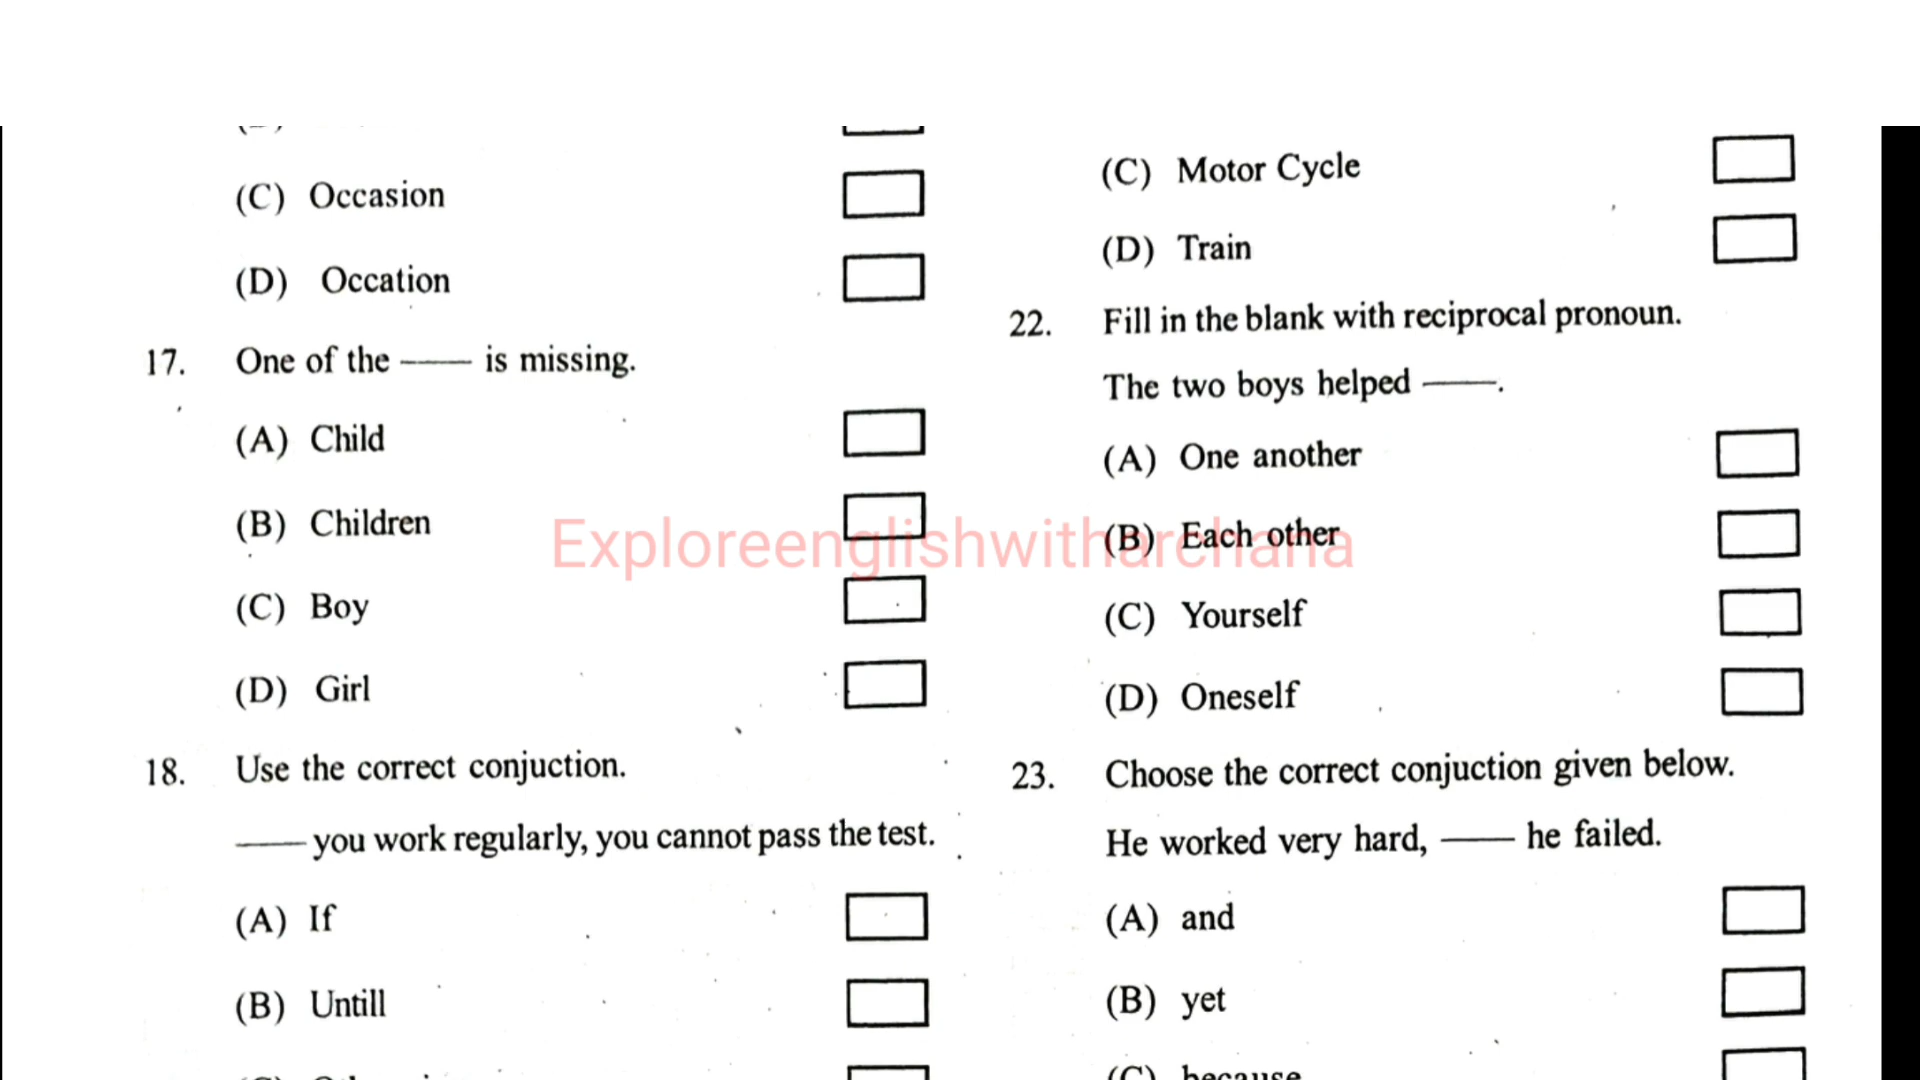 (C) Occasion
(D) Occation
17. One of the —— is missing.
(A) Child
(B) Children
(C) Boy
(D) Girl
18. Use the correct conjuction.
—— you work regularly, you cannot pass the test.
(A) If
(B) Untill
(C) Motor Cycle
(D) Train
22. Fill in the blank with reciprocal pronoun.
The two boys helped ——.
(A) One another
(B) Each other
(C) Yourself
(D) Oneself
23. Choose the correct conjuction given below.
He worked very hard, —— he failed.
(A) and
(B) yet
(C) because
Exploreenglishwitharchana